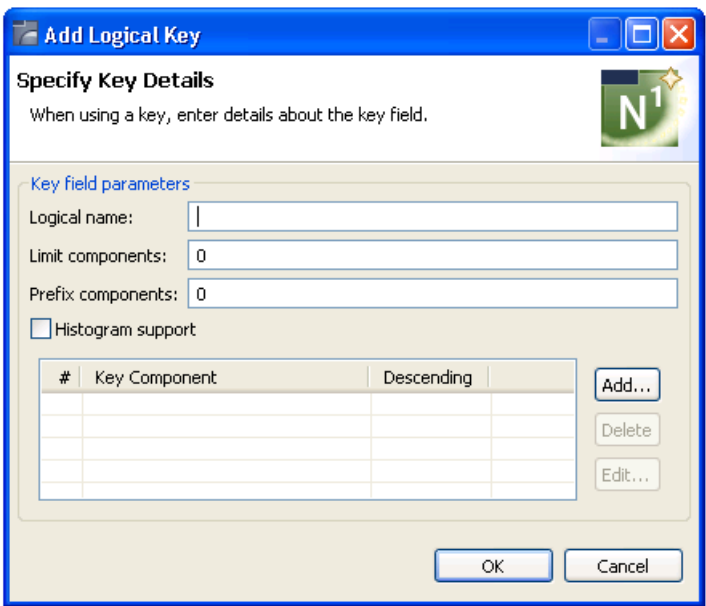 Add Logical Key
Specify Key Details
When using a key, enter details about the key field.
N1
Key field parameters
Logical name:
Limit components: 0
Prefix components: 0
Histogram support
# Key Component Descending
Add...
Delete
Edit...
OK Cancel